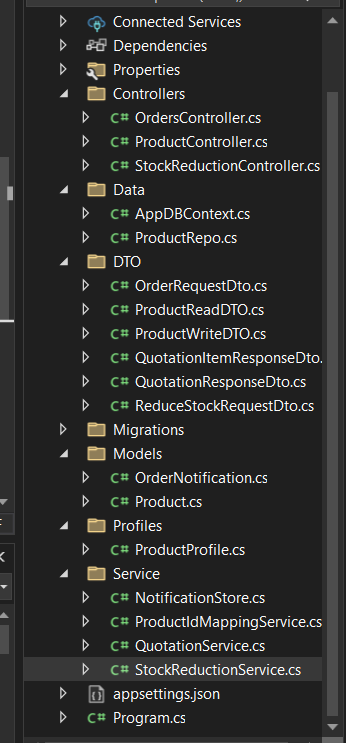 Connected Services
Dependencies
Properties
Controllers
C# OrdersController.cs
C# ProductController.cs
C# StockReductionController.cs
Data
C# AppDBContext.cs
C# ProductRepo.cs
DTO
C# OrderRequestDto.cs
C# ProductReadDTO.cs
C# ProductWriteDTO.cs
C# QuotationItemResponseDto.
C# QuotationResponseDto.cs
C# ReduceStockRequestDto.cs
Migrations
Models
C# OrderNotification.cs
C# Product.cs
Profiles
C# ProductProfile.cs
Service
C# NotificationStore.cs
C# ProductIdMappingService.cs
C# QuotationService.cs
C# StockReductionService.cs
appsettings.json
C# Program.cs